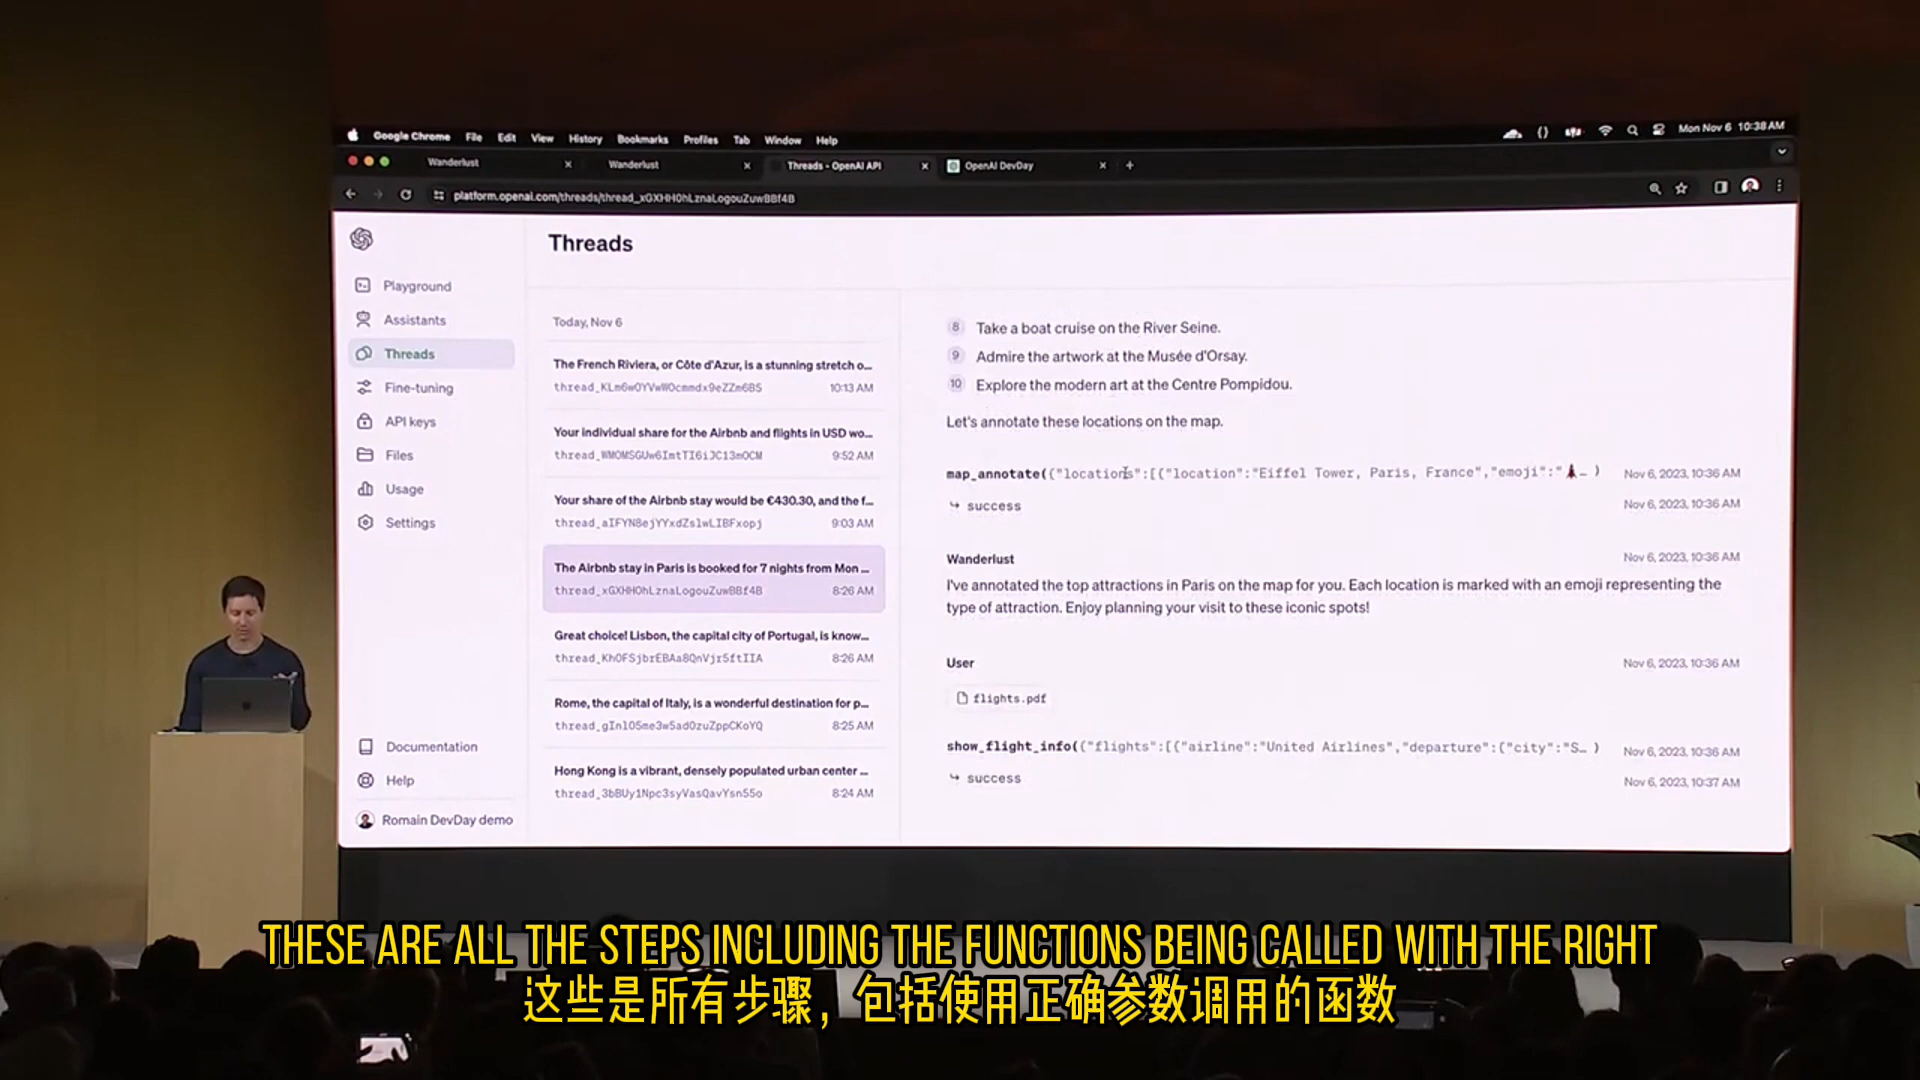 Google Chrome File Edit View History Bookmarks Profiles Tab Window Help
Mon Nov 6 10:38 AM
Wanderlust
Wanderlust
Threads - OpenAI API
OpenAI DevDay
platform.openai.com/threads/thread_xGXHHOhLznaLogouZuwBBf4B
Threads
Playground
Assistants
Threads
Fine-tuning
API keys
Files
Usage
Settings
Documentation
Help
Romain DevDay demo
Today, Nov 6
The French Riviera, or Côte d'Azur, is a stunning stretch o...
thread_KLm6wOYVwWOcmmdx9eZZm6BS 10:13 AM
Your individual share for the Airbnb and flights in USD wo...
thread_WMOMSGUw6ImtTI6iJC13mOCM 9:52 AM
Your share of the Airbnb stay would be €430.30, and the f...
thread_aIFYN8ejYYxdZslwLIBFxopj 9:03 AM
The Airbnb stay in Paris is booked for 7 nights from Mon ...
thread_xGXHHOhLznaLogouZuwBBf4B 8:26 AM
Great choice! Lisbon, the capital city of Portugal, is know...
thread_KhOFSjbrEBAa8QnVjr5ftIIA 8:26 AM
Rome, the capital of Italy, is a wonderful destination for p...
thread_gInlO5me3w5adOzuZppCKoYQ 8:25 AM
Hong Kong is a vibrant, densely populated urban center ...
thread_3bBUy1Npc3syVasQavYsn55o 8:24 AM
8 Take a boat cruise on the River Seine.
9 Admire the artwork at the Musée d'Orsay.
10 Explore the modern art at the Centre Pompidou.
Let's annotate these locations on the map.
map_annotate({"locations":[{"location":"Eiffel Tower, Paris, France","emoji":"🗼… ) Nov 6, 2023, 10:36 AM
↪ success Nov 6, 2023, 10:36 AM
Wanderlust Nov 6, 2023, 10:36 AM
I've annotated the top attractions in Paris on the map for you. Each location is marked with an emoji representing the
type of attraction. Enjoy planning your visit to these iconic spots!
User Nov 6, 2023, 10:36 AM
flights.pdf
show_flight_info({"flights":[{"airline":"United Airlines","departure":{"city":"S… ) Nov 6, 2023, 10:36 AM
↪ success Nov 6, 2023, 10:37 AM
THESE ARE ALL THE STEPS INCLUDING THE FUNCTIONS BEING CALLED WITH THE RIGHT
这些是所有步骤，包括使用正确参数调用的函数